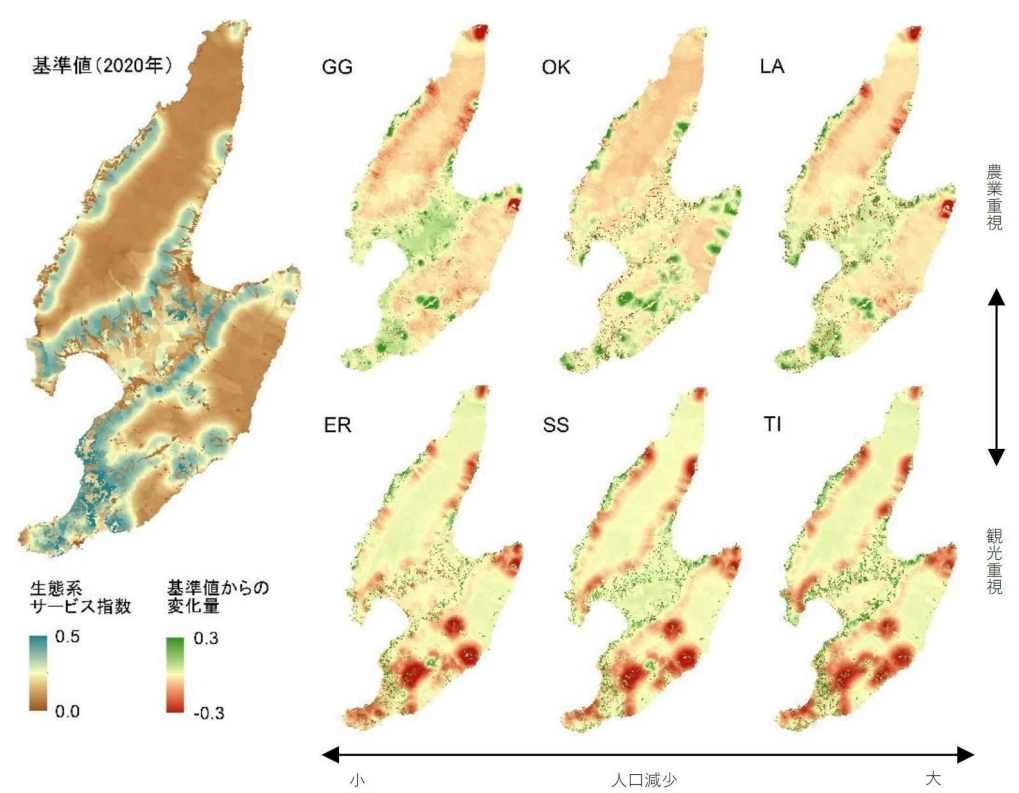 基準値(2020年)
GG
OK
LA
農業重視
ER
SS
TI
観光重視
生態系
サービス指数
0.5
0.0
基準値からの
変化量
0.3
-0.3
小
人口減少
大